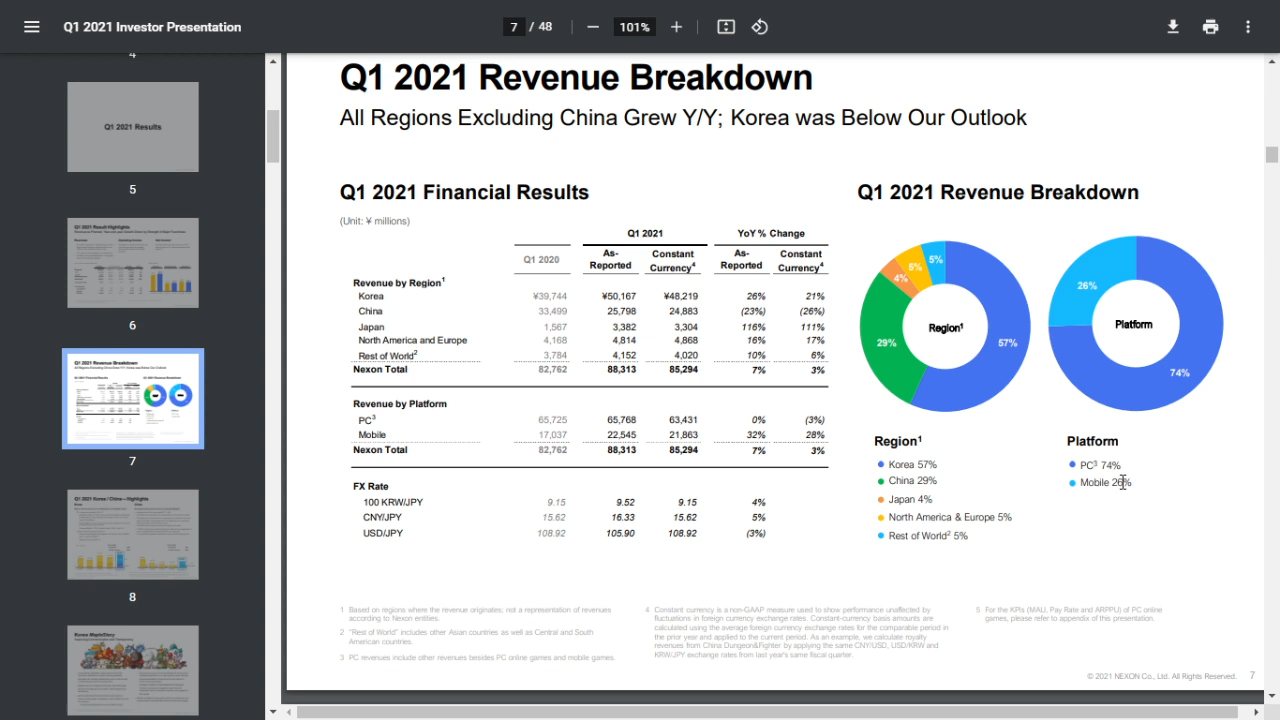 Q1 2021 Investor Presentation
7 / 48
101%
4
Q1 2021 Results
5
6
Q1 2021 Revenue Breakdown
7
Q1 2021 Korea / China – Highlights
8
Korea MapleStory
Q1 2021 Revenue Breakdown
All Regions Excluding China Grew Y/Y; Korea was Below Our Outlook
Q1 2021 Financial Results
(Unit: ¥ millions)
Q1 2021 YoY % Change
Q1 2020 As-Reported Constant Currency⁴ As-Reported Constant Currency⁴
Revenue by Region¹
Korea ¥39,744 ¥50,167 ¥48,219 26% 21%
China 33,499 25,798 24,883 (23%) (26%)
Japan 1,567 3,382 3,304 116% 111%
North America and Europe 4,168 4,814 4,868 16% 17%
Rest of World² 3,784 4,152 4,020 10% 6%
Nexon Total 82,762 88,313 85,294 7% 3%
Revenue by Platform
PC³ 65,725 65,768 63,431 0% (3%)
Mobile 17,037 22,545 21,863 32% 28%
Nexon Total 82,762 88,313 85,294 7% 3%
FX Rate
100 KRW/JPY 9.15 9.52 9.15 4%
CNY/JPY 15.62 16.33 15.62 5%
USD/JPY 108.92 105.90 108.92 (3%)
Q1 2021 Revenue Breakdown
5%
5%
4%
29%
57%
Region¹
26%
74%
Platform
Region¹
Korea 57%
China 29%
Japan 4%
North America & Europe 5%
Rest of World² 5%
Platform
PC³ 74%
Mobile 26%
1 Based on regions where the revenue originates; not a representation of revenues
according to Nexon entities.
2 "Rest of World" includes other Asian countries as well as Central and South
American countries.
3 PC revenues include other revenues besides PC online games and mobile games.
4 Constant currency is a non-GAAP measure used to show performance unaffected by
fluctuations in foreign currency exchange rates. Constant-currency basis amounts are
calculated using the average foreign currency exchange rates for the comparable period in
the prior year and applied to the current period. As an example, we calculate royalty
revenues from China Dungeon&Fighter by applying the same CNY/USD, USD/KRW and
KRW/JPY exchange rates from last year's same fiscal quarter.
5 For the KPIs (MAU, Pay Rate and ARPPU) of PC online
games, please refer to appendix of this presentation.
© 2021 NEXON Co., Ltd. All Rights Reserved. 7